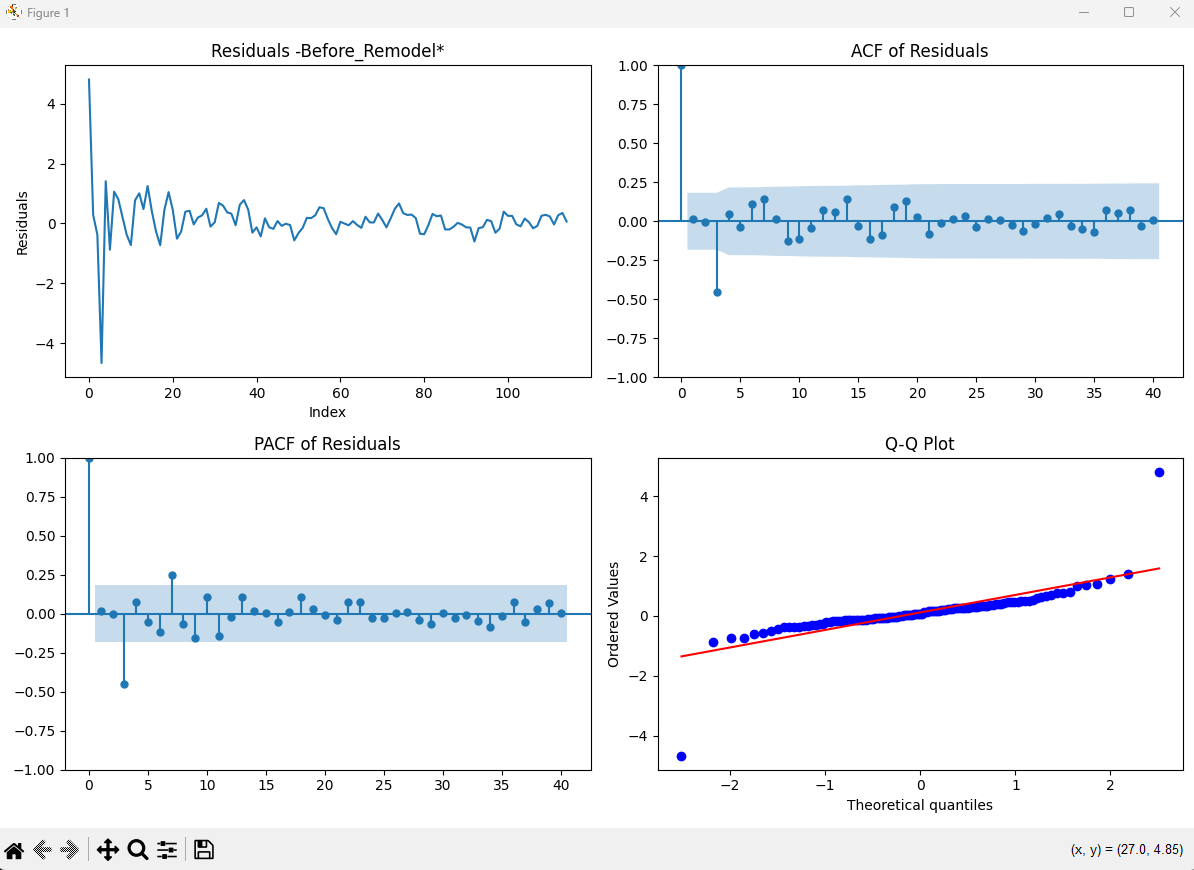 Figure 1
Residuals -Before_Remodel*
Residuals
4
2
0
−2
−4
0 20 40 60 80 100
Index
ACF of Residuals
1.00
0.75
0.50
0.25
0.00
−0.25
−0.50
−0.75
−1.00
0 5 10 15 20 25 30 35 40
PACF of Residuals
1.00
0.75
0.50
0.25
0.00
−0.25
−0.50
−0.75
−1.00
0 5 10 15 20 25 30 35 40
Q-Q Plot
Ordered Values
4
2
0
−2
−4
−2 −1 0 1 2
Theoretical quantiles
(x, y) = (27.0, 4.85)